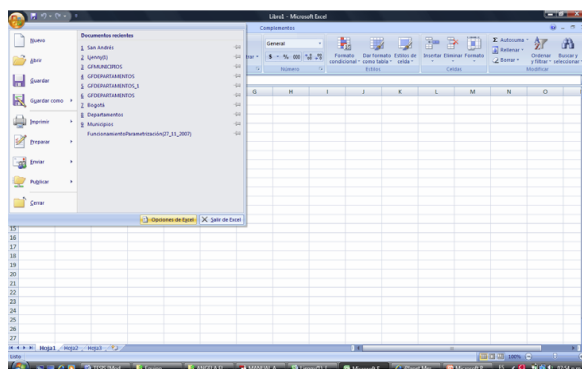 Libro1 - Microsoft Excel
Complementos
Nuevo
Abrir
Guardar
Guardar como
Imprimir
Preparar
Enviar
Publicar
Cerrar
Documentos recientes
1 San Andrés
2 Lenny(I)
3 GFMUNICIPIOS
4 GFDEPARTAMENTOS
5 GFDEPARTAMENTOS_1
6 GFDEPARTAMENTOS
7 Bogotá
8 Departamentos
9 Municipios
FuncionamientoParametrización(27_11_2007)
Opciones de Excel
Salir de Excel
General
$ % 000
Número
Formato condicional
Dar formato como tabla
Estilos de celda
Estilos
Insertar
Eliminar
Formato
Celdas
Σ Autosuma
Rellenar
Borrar
Ordenar y filtrar
Buscar y seleccionar
Modificar
G H I J K L M N O
15
16
17
18
19
20
21
22
23
24
25
26
27
Hoja1 Hoja2 Hoja3
Listo
100%